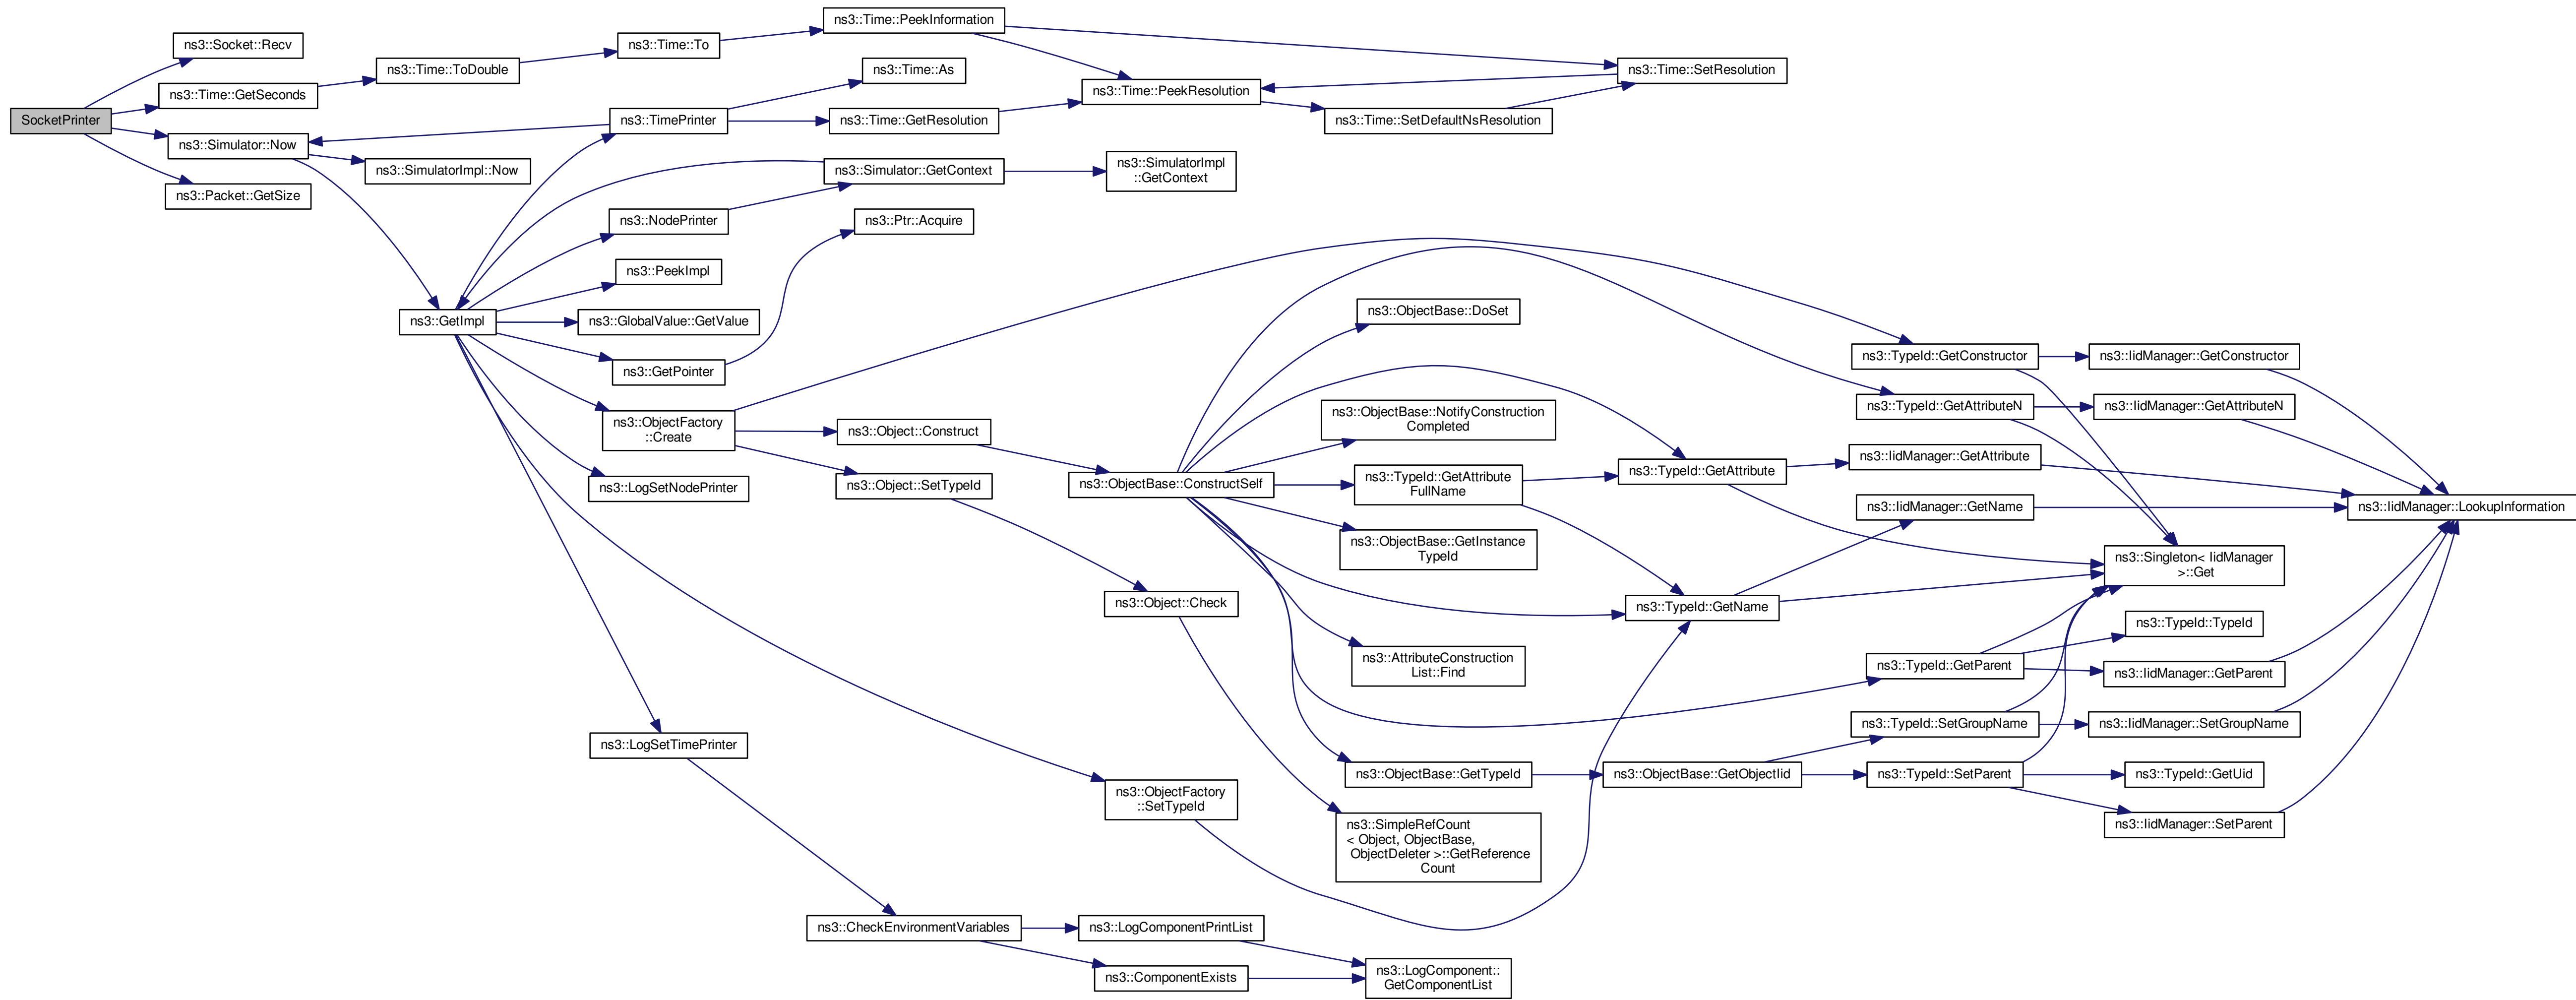 SocketPrinter
ns3::Socket::Recv
ns3::Time::GetSeconds
ns3::Simulator::Now
ns3::Packet::GetSize
ns3::Time::ToDouble
ns3::SimulatorImpl::Now
ns3::GetImpl
ns3::Time::To
ns3::TimePrinter
ns3::NodePrinter
ns3::PeekImpl
ns3::GlobalValue::GetValue
ns3::GetPointer
ns3::ObjectFactory
::Create
ns3::LogSetNodePrinter
ns3::LogSetTimePrinter
ns3::Time::PeekInformation
ns3::Time::As
ns3::Time::GetResolution
ns3::Simulator::GetContext
ns3::Ptr::Acquire
ns3::Object::Construct
ns3::Object::SetTypeId
ns3::CheckEnvironmentVariables
ns3::Time::PeekResolution
ns3::SimulatorImpl
::GetContext
ns3::ObjectBase::ConstructSelf
ns3::Object::Check
ns3::ObjectFactory
::SetTypeId
ns3::LogComponentPrintList
ns3::ComponentExists
ns3::Time::SetDefaultNsResolution
ns3::ObjectBase::DoSet
ns3::ObjectBase::NotifyConstruction
Completed
ns3::TypeId::GetAttribute
FullName
ns3::ObjectBase::GetInstance
TypeId
ns3::AttributeConstruction
List::Find
ns3::ObjectBase::GetTypeId
ns3::SimpleRefCount
< Object, ObjectBase,
ObjectDeleter >::GetReference
Count
ns3::LogComponent::
GetComponentList
ns3::Time::SetResolution
ns3::TypeId::GetAttribute
ns3::TypeId::GetName
ns3::ObjectBase::GetObjectIid
ns3::TypeId::GetConstructor
ns3::TypeId::GetAttributeN
ns3::IidManager::GetAttribute
ns3::IidManager::GetName
ns3::TypeId::GetParent
ns3::TypeId::SetGroupName
ns3::TypeId::SetParent
ns3::IidManager::GetConstructor
ns3::IidManager::GetAttributeN
ns3::Singleton< IidManager
>::Get
ns3::TypeId::TypeId
ns3::IidManager::GetParent
ns3::IidManager::SetGroupName
ns3::TypeId::GetUid
ns3::IidManager::SetParent
ns3::IidManager::LookupInformation